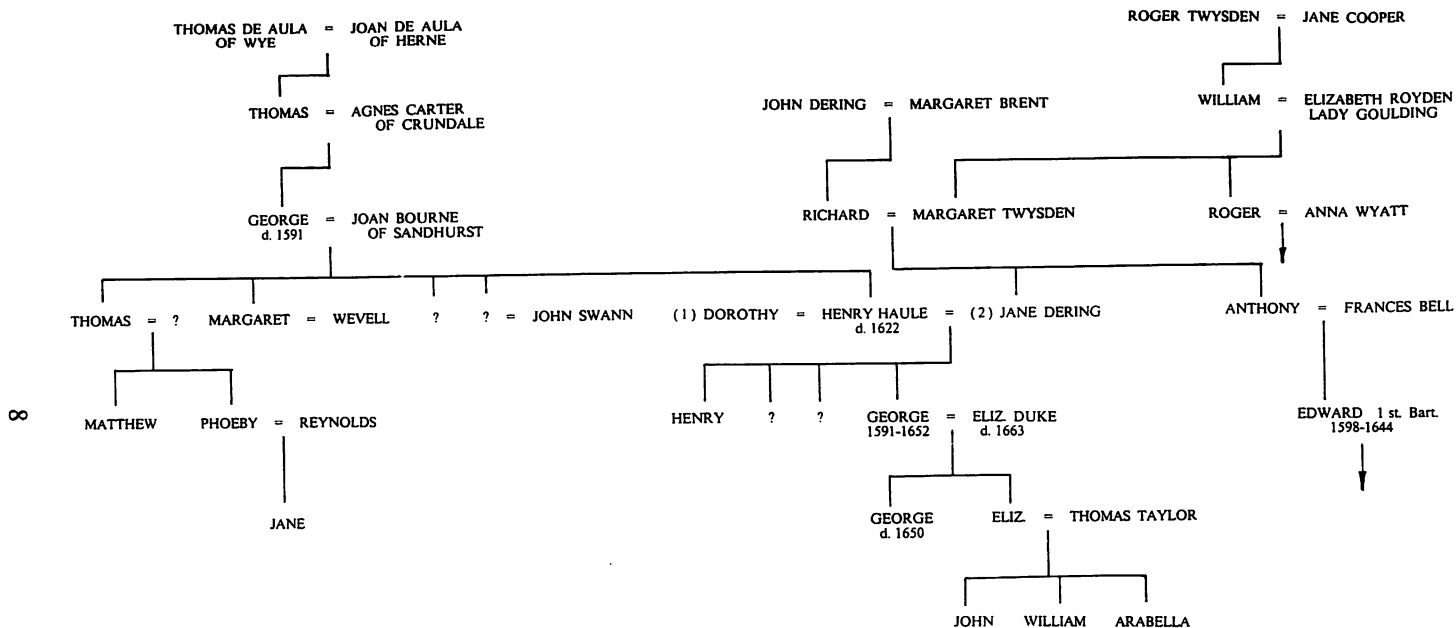 ROGER TWYSDEN = JANE COOPER
THOMAS DE AULA = JOAN DE AULA
OF WYE OF HERNE
JOHN DERING = MARGARET BRENT
WILLIAM = ELIZABETH ROYDEN
LADY GOULDING
THOMAS = AGNES CARTER
OF CRUNDALE
GEORGE = JOAN BOURNE
d. 1591 OF SANDHURST
RICHARD = MARGARET TWYSDEN
ROGER = ANNA WYATT
THOMAS = ? MARGARET = WEVELL ? ? = JOHN SWANN (1) DOROTHY = HENRY HAULE = (2) JANE DERING
d. 1622
ANTHONY = FRANCES BELL
MATTHEW PHOEBY = REYNOLDS
HENRY ? ? GEORGE = ELIZ. DUKE
1591-1652 d. 1663
EDWARD 1 st. Bart.
1598-1644
JANE
GEORGE ELIZ. = THOMAS TAYLOR
d. 1650
JOHN WILLIAM ARABELLA
8